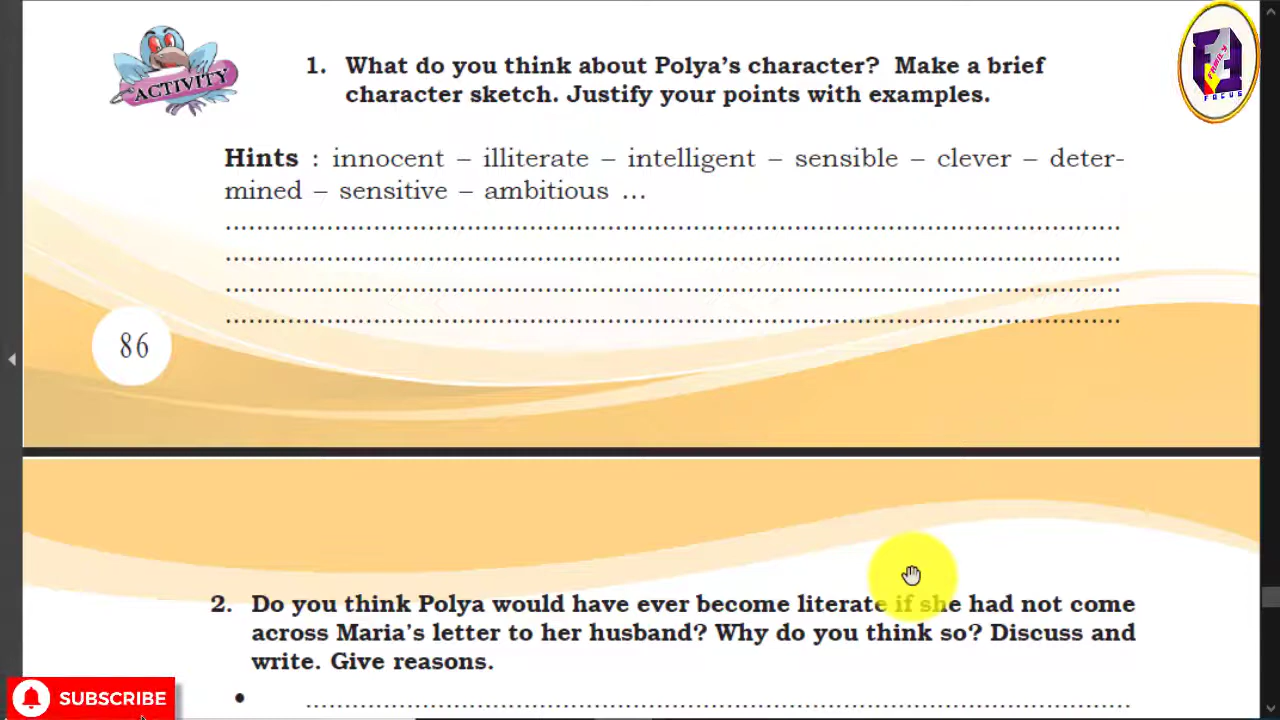 ACTIVITY
1. What do you think about Polya's character? Make a brief
character sketch. Justify your points with examples.
Hints : innocent – illiterate – intelligent – sensible – clever – deter-
mined – sensitive – ambitious ...
86
2. Do you think Polya would have ever become literate if she had not come
across Maria's letter to her husband? Why do you think so? Discuss and
write. Give reasons.
SUBSCRIBE
FOCUS